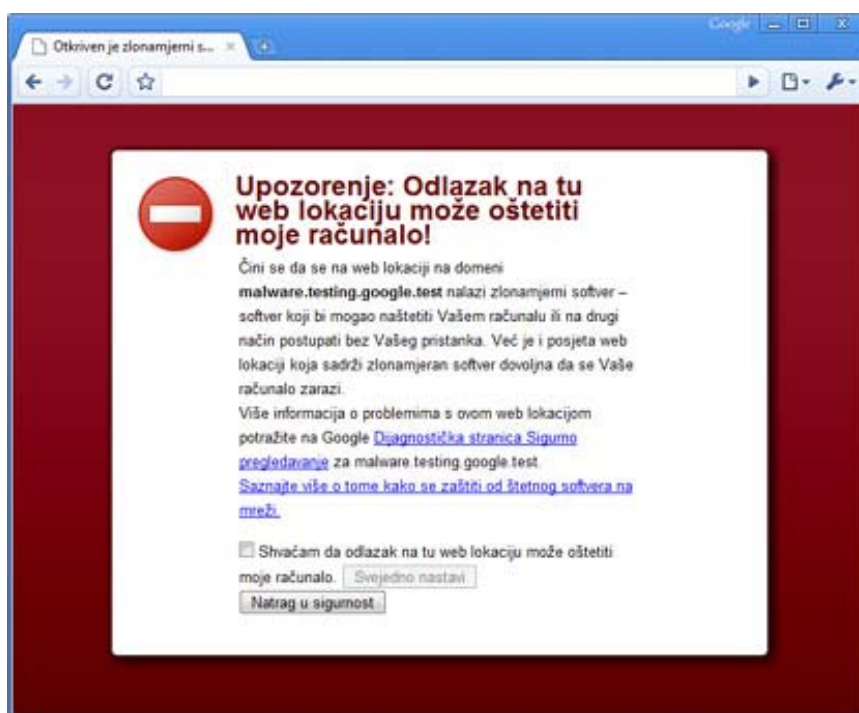 Google
Otkriven je zlonamjerni s...
Upozorenje: Odlazak na tu
web lokaciju može oštetiti
moje računalo!
Čini se da se na web lokaciji na domeni
malware.testing.google.test nalazi zlonamjerni softver –
softver koji bi mogao naštetiti Vašem računalu ili na drugi
način postupati bez Vašeg pristanka. Već je i posjeta web
lokaciji koja sadrži zlonamjeran softver dovoljna da se Vaše
računalo zarazi.
Više informacija o problemima s ovom web lokacijom
potražite na Google Dijagnostička stranica Sigurno
pregledavanje za malware.testing.google.test.
Saznajte više o tome kako se zaštiti od štetnog softvera na
mreži.
Shvaćam da odlazak na tu web lokaciju može oštetiti
moje računalo. Svejedno nastavi
Natrag u sigurnost